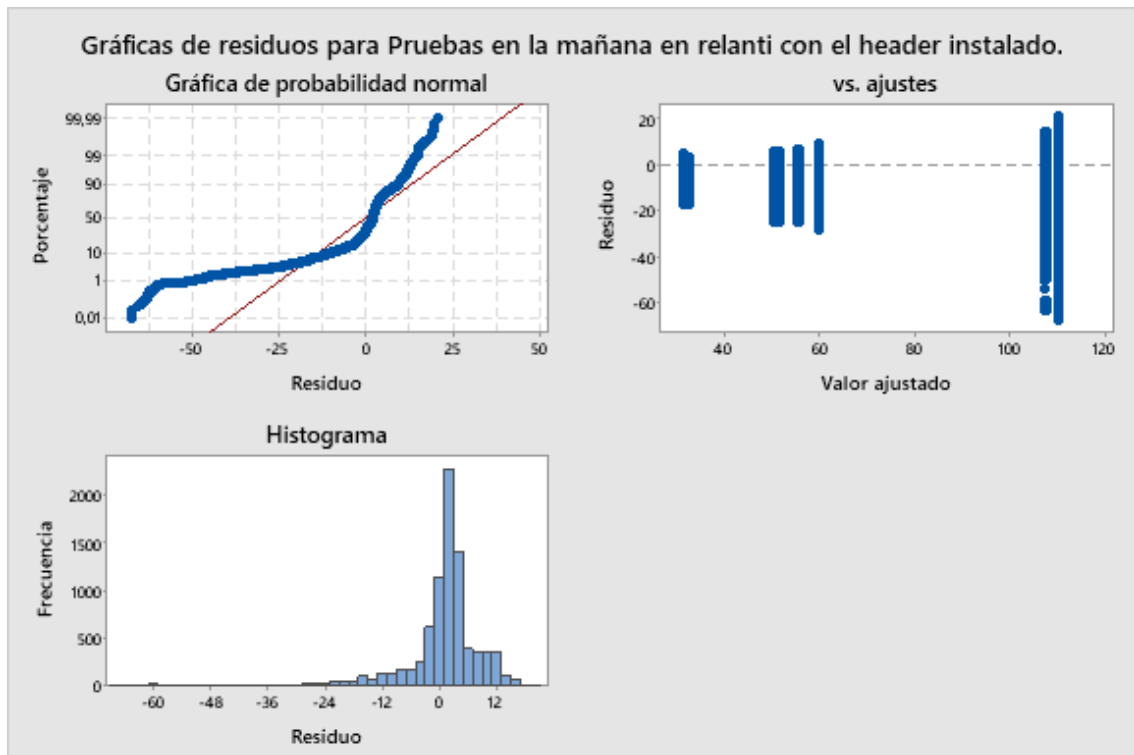 Gráficas de residuos para Pruebas en la mañana en relanti con el header instalado.
Gráfica de probabilidad normal
99,99
99
90
50
10
1
0,01
Porcentaje
-50 -25 0 25 50
Residuo
vs. ajustes
20
0
-20
-40
-60
Residuo
40 60 80 100 120
Valor ajustado
Histograma
2000
1500
1000
500
0
Frecuencia
-60 -48 -36 -24 -12 0 12
Residuo